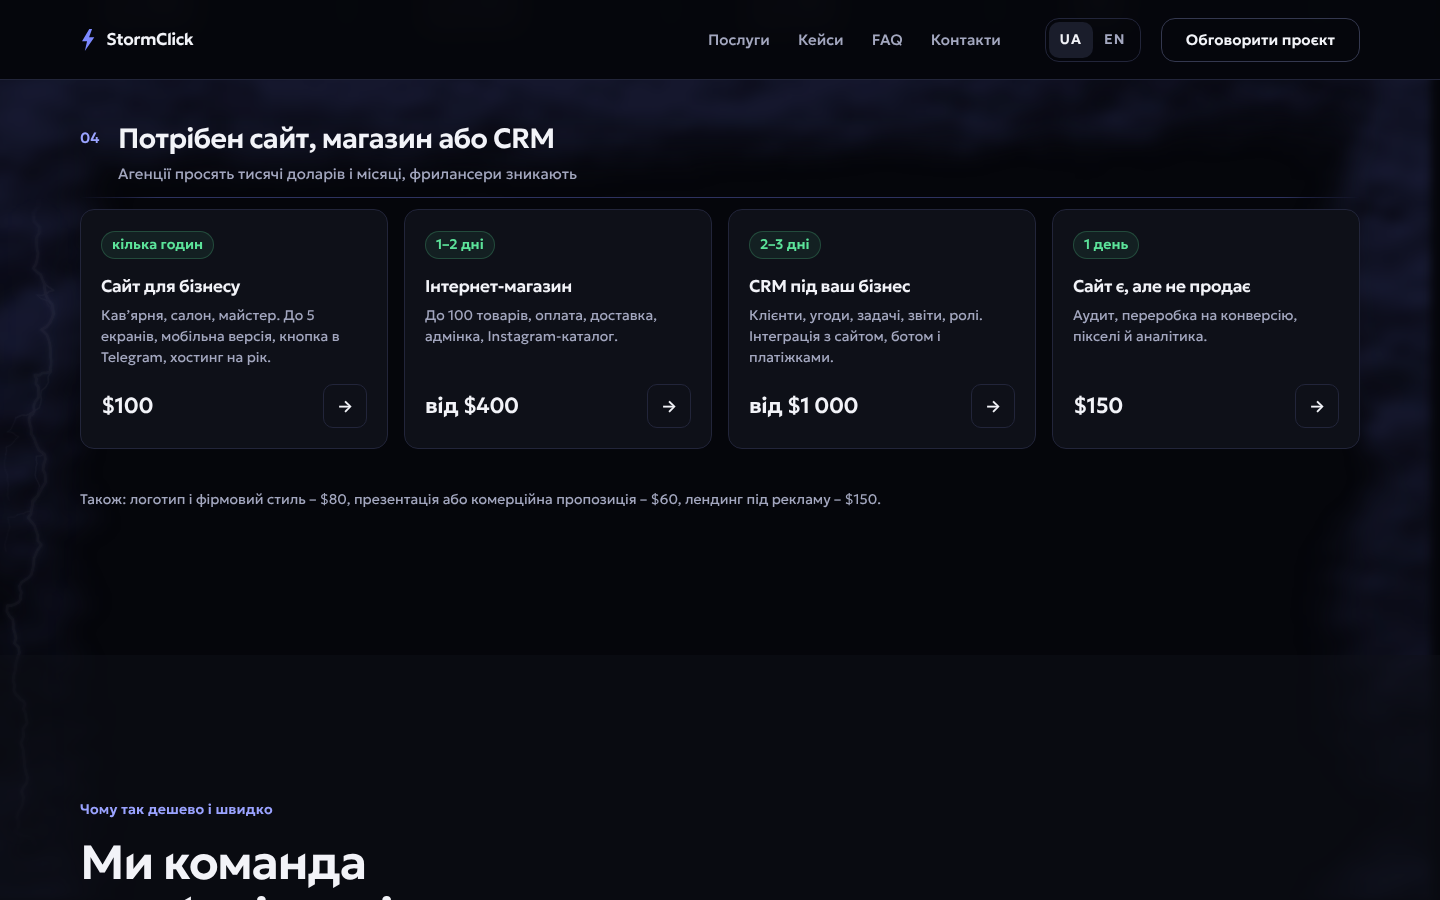 StormClick
Послуги
Кейси
FAQ
Контакти
UA
EN
Обговорити проєкт
04
Потрібен сайт, магазин або CRM
Агенції просять тисячі доларів і місяці, фрилансери зникають
кілька годин
Сайт для бізнесу
Кав’ярня, салон, майстер. До 5
екранів, мобільна версія, кнопка в
Telegram, хостинг на рік.
$100
1–2 дні
Інтернет-магазин
До 100 товарів, оплата, доставка,
адмінка, Instagram-каталог.
від $400
2–3 дні
CRM під ваш бізнес
Клієнти, угоди, задачі, звіти, ролі.
Інтеграція з сайтом, ботом і
платіжками.
від $1 000
1 день
Сайт є, але не продає
Аудит, переробка на конверсію,
пікселі й аналітика.
$150
Також: логотип і фірмовий стиль – $80, презентація або комерційна пропозиція – $60, лендинг під рекламу – $150.
Чому так дешево і швидко
Ми команда